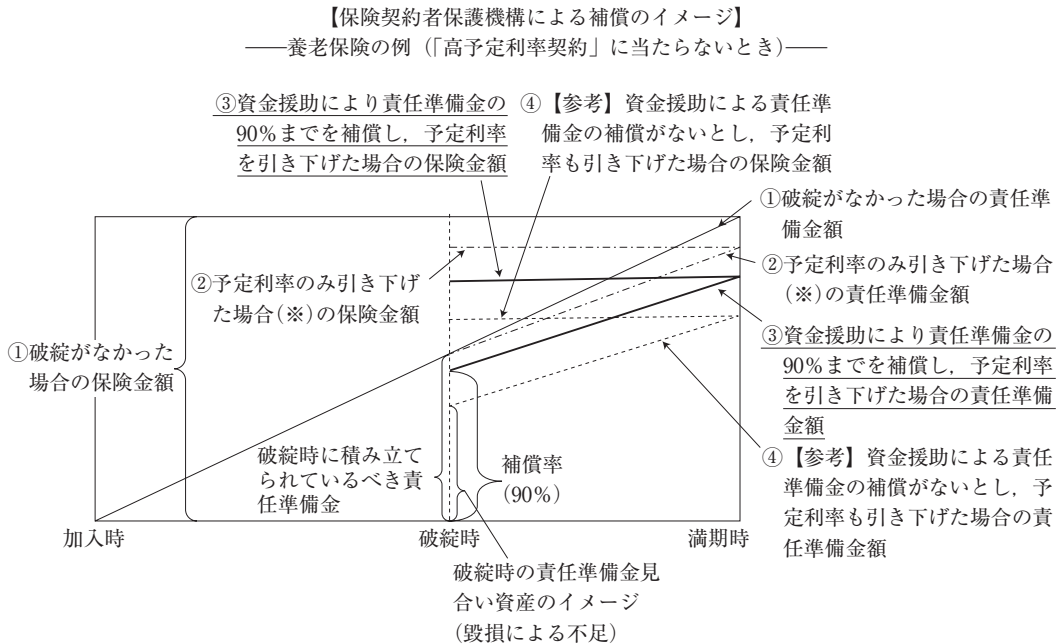 【保険契約者保護機構による補償のイメージ】
――養老保険の例（「高予定利率契約」に当たらないとき）――
③資金援助により責任準備金の
90％までを補償し，予定利率
を引き下げた場合の保険金額
④【参考】資金援助による責任準
備金の補償がないとし，予定利
率も引き下げた場合の保険金額
①破綻がなかった場合の責任準
備金額
②予定利率のみ引き下げ
た場合(※)の保険金額
②予定利率のみ引き下げた場合
(※)の責任準備金額
①破綻がなかった
場合の保険金額
③資金援助により責任準備金の
90％までを補償し，予定利率
を引き下げた場合の責任準備
金額
破綻時に積み立て
られているべき責
任準備金
補償率
(90％)
④【参考】資金援助による責任
準備金の補償がないとし，予
定利率も引き下げた場合の責
任準備金額
加入時
破綻時
満期時
破綻時の責任準備金見
合い資産のイメージ
(毀損による不足)